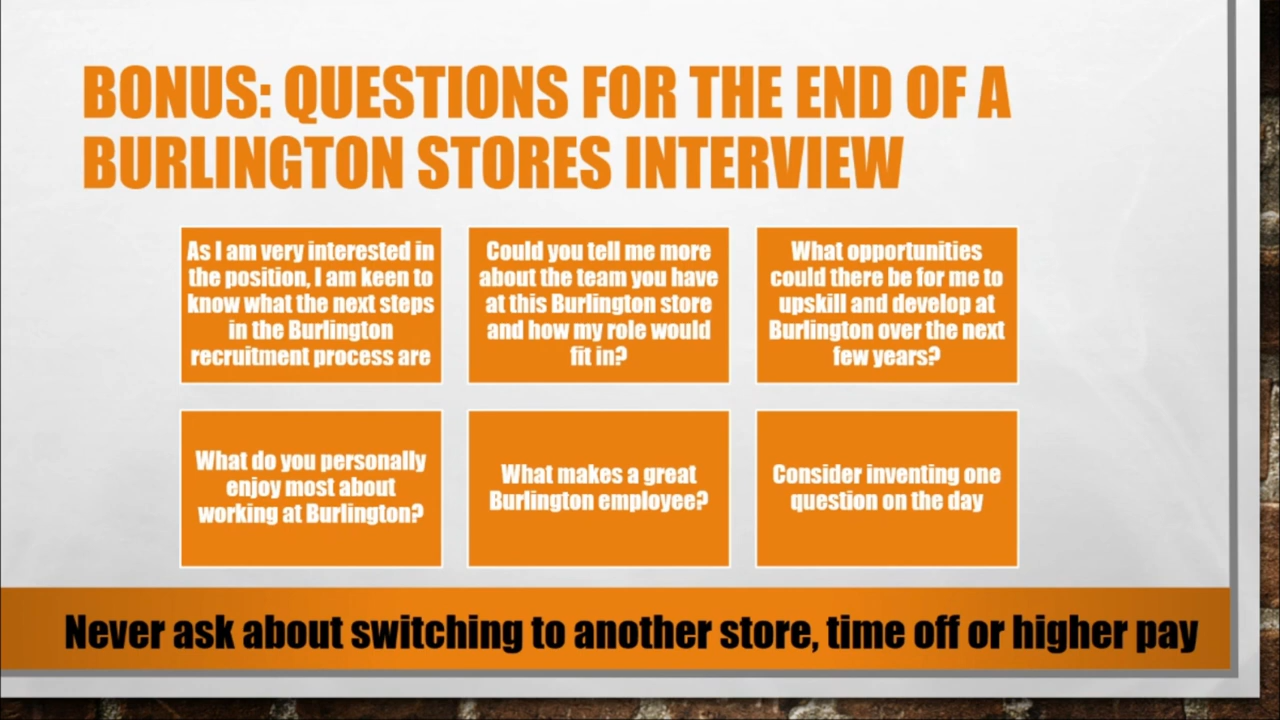 BONUS: QUESTIONS FOR THE END OF A
BURLINGTON STORES INTERVIEW
As I am very interested in
the position, I am keen to
know what the next steps
in the Burlington
recruitment process are
Could you tell me more
about the team you have
at this Burlington store
and how my role would
fit in?
What opportunities
could there be for me to
upskill and develop at
Burlington over the next
few years?
What do you personally
enjoy most about
working at Burlington?
What makes a great
Burlington employee?
Consider inventing one
question on the day
Never ask about switching to another store, time off or higher pay